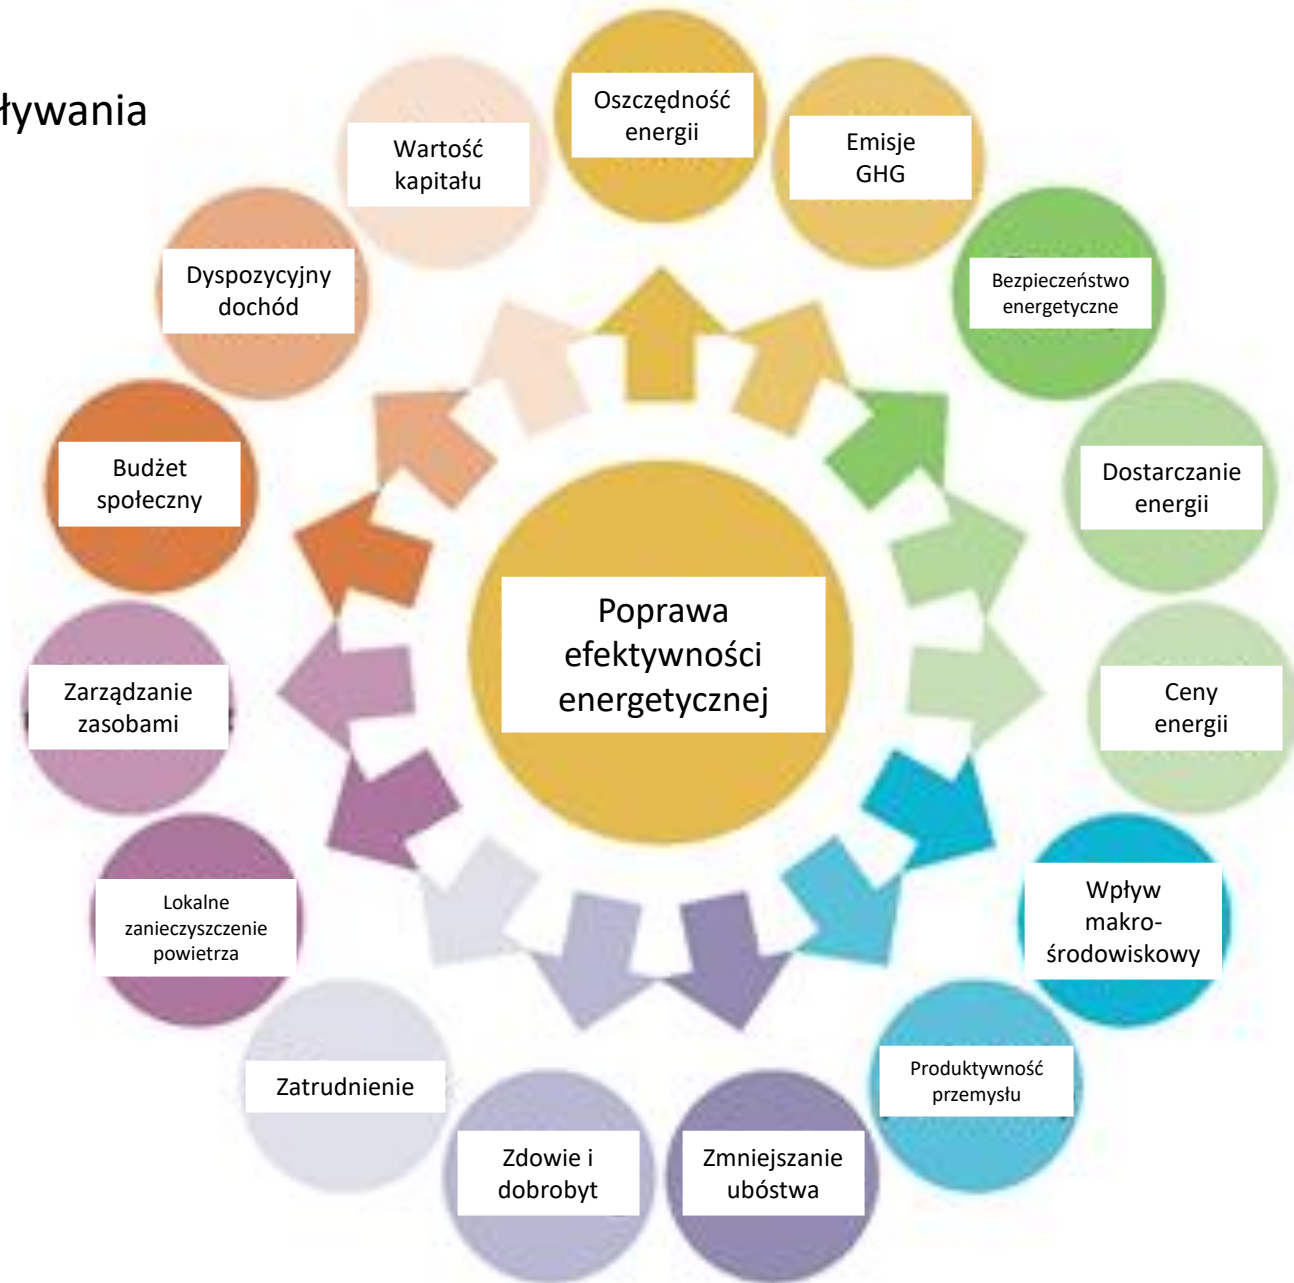 ływania
Oszczędność
energii
Emisje
GHG
Bezpieczeństwo
energetyczne
Dostarczanie
energii
Ceny
energii
Wpływ
makro-
środowiskowy
Produktywność
przemysłu
Zmniejszanie
ubóstwa
Zdowie i
dobrobyt
Zatrudnienie
Lokalne
zanieczyszczenie
powietrza
Zarządzanie
zasobami
Budżet
społeczny
Dyspozycyjny
dochód
Wartość
kapitału
Poprawa
efektywności
energetycznej